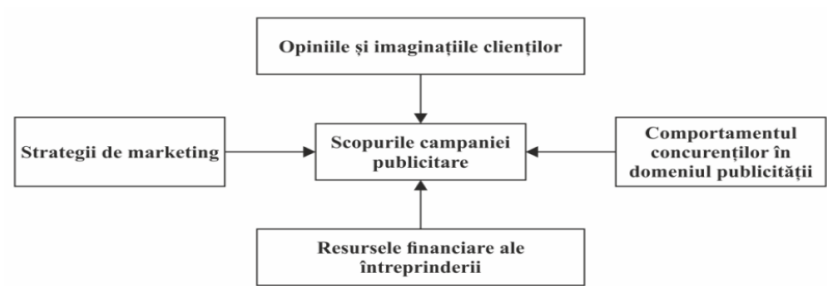 Opiniile și imaginațiile clienților
Strategii de marketing
Scopurile campaniei
publicitare
Comportamentul
concurenților în
domeniul publicității
Resursele financiare ale
întreprinderii